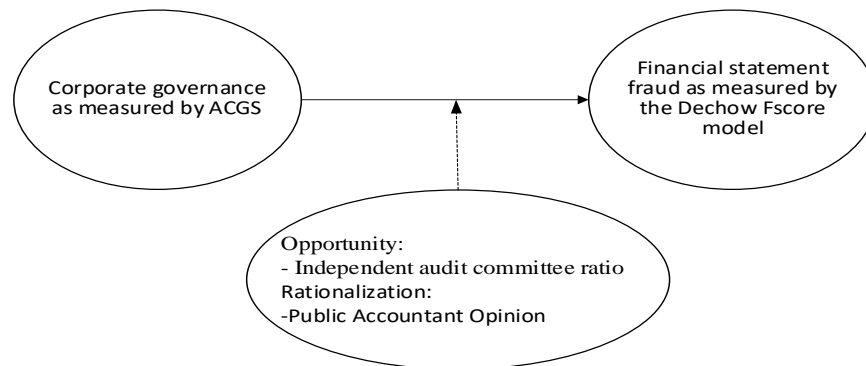 Corporate governance
as measured by ACGS
Financial statement
fraud as measured by
the Dechow Fscore
model
Opportunity:
- Independent audit committee ratio
Rationalization:
-Public Accountant Opinion